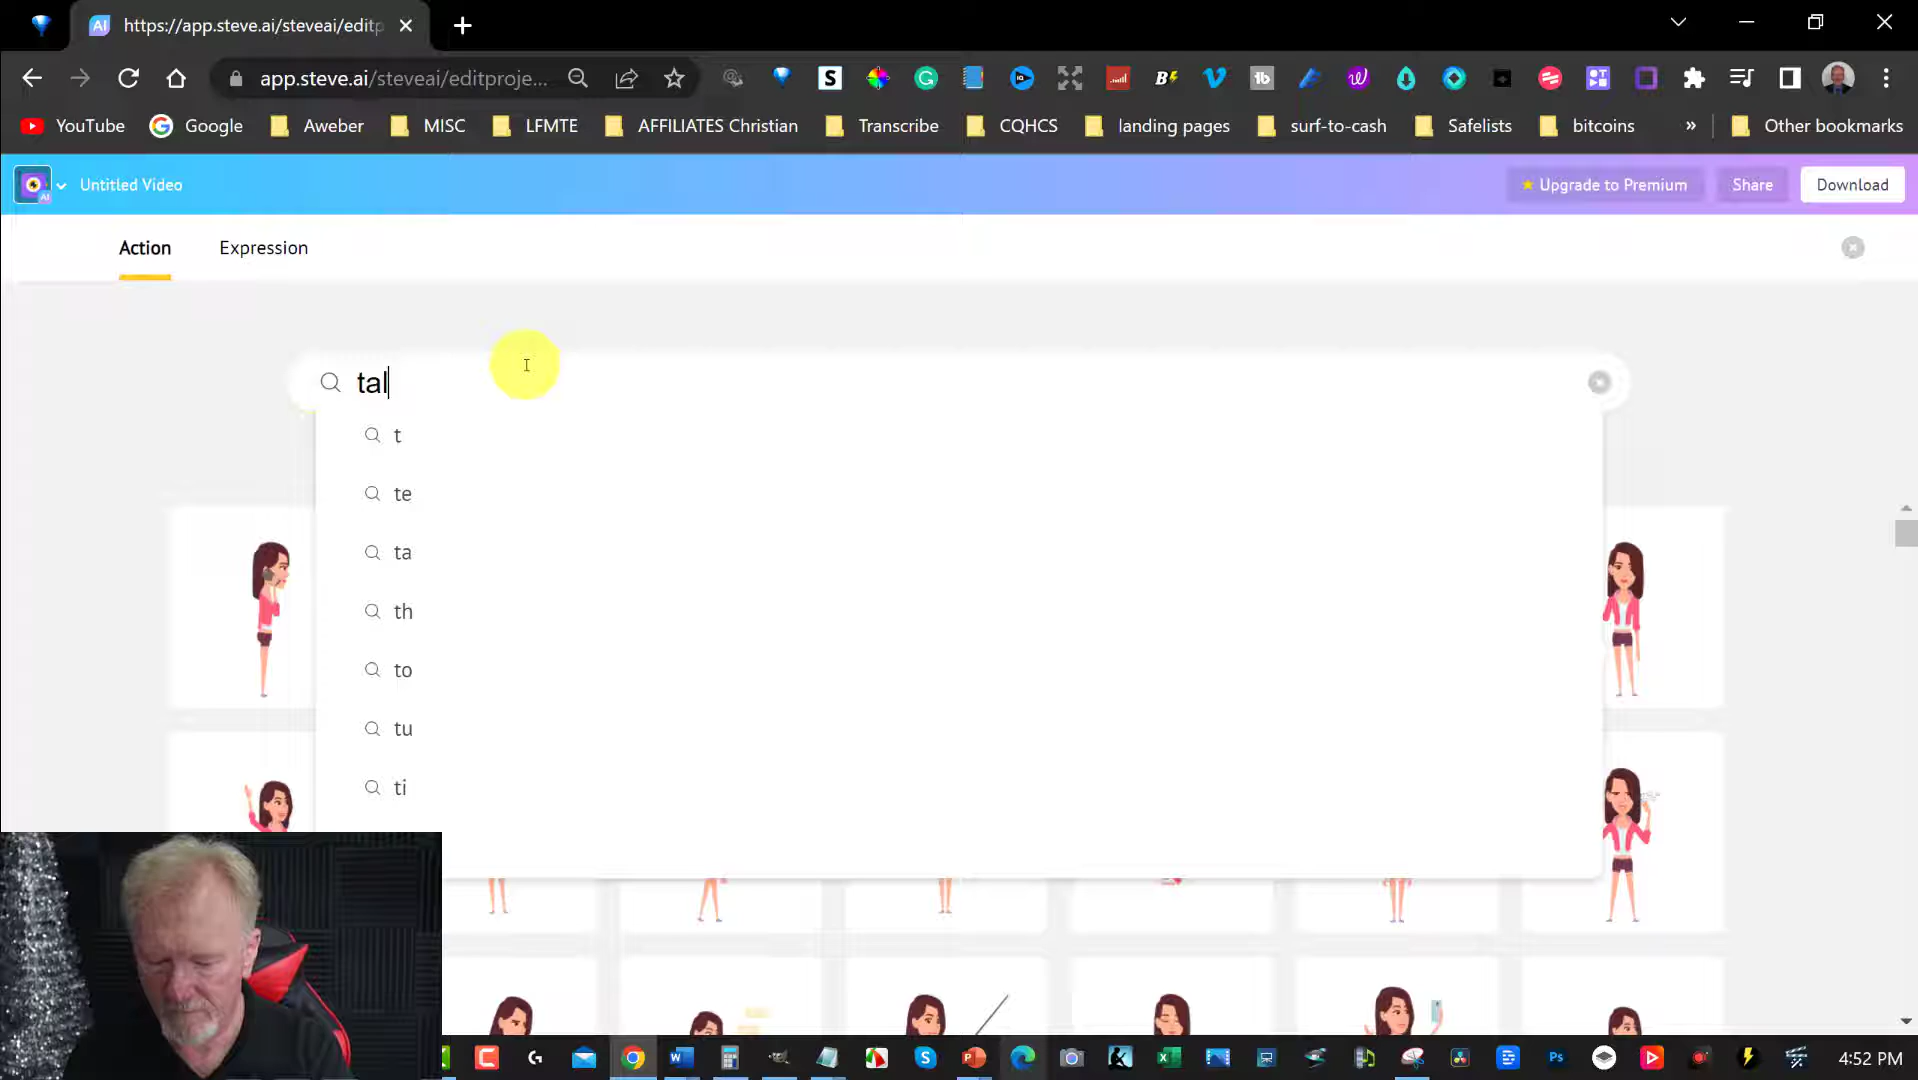 https://app.steve.ai/steveai/editp
app.steve.ai/steveai/editproje...
YouTube Google Aweber MISC LFMTE AFFILIATES Christian Transcribe CQHCS landing pages surf-to-cash Safelists bitcoins » Other bookmarks
Untitled Video Upgrade to Premium Share Download
Action Expression
tal
t
te
ta
th
to
tu
ti
4:52 PM